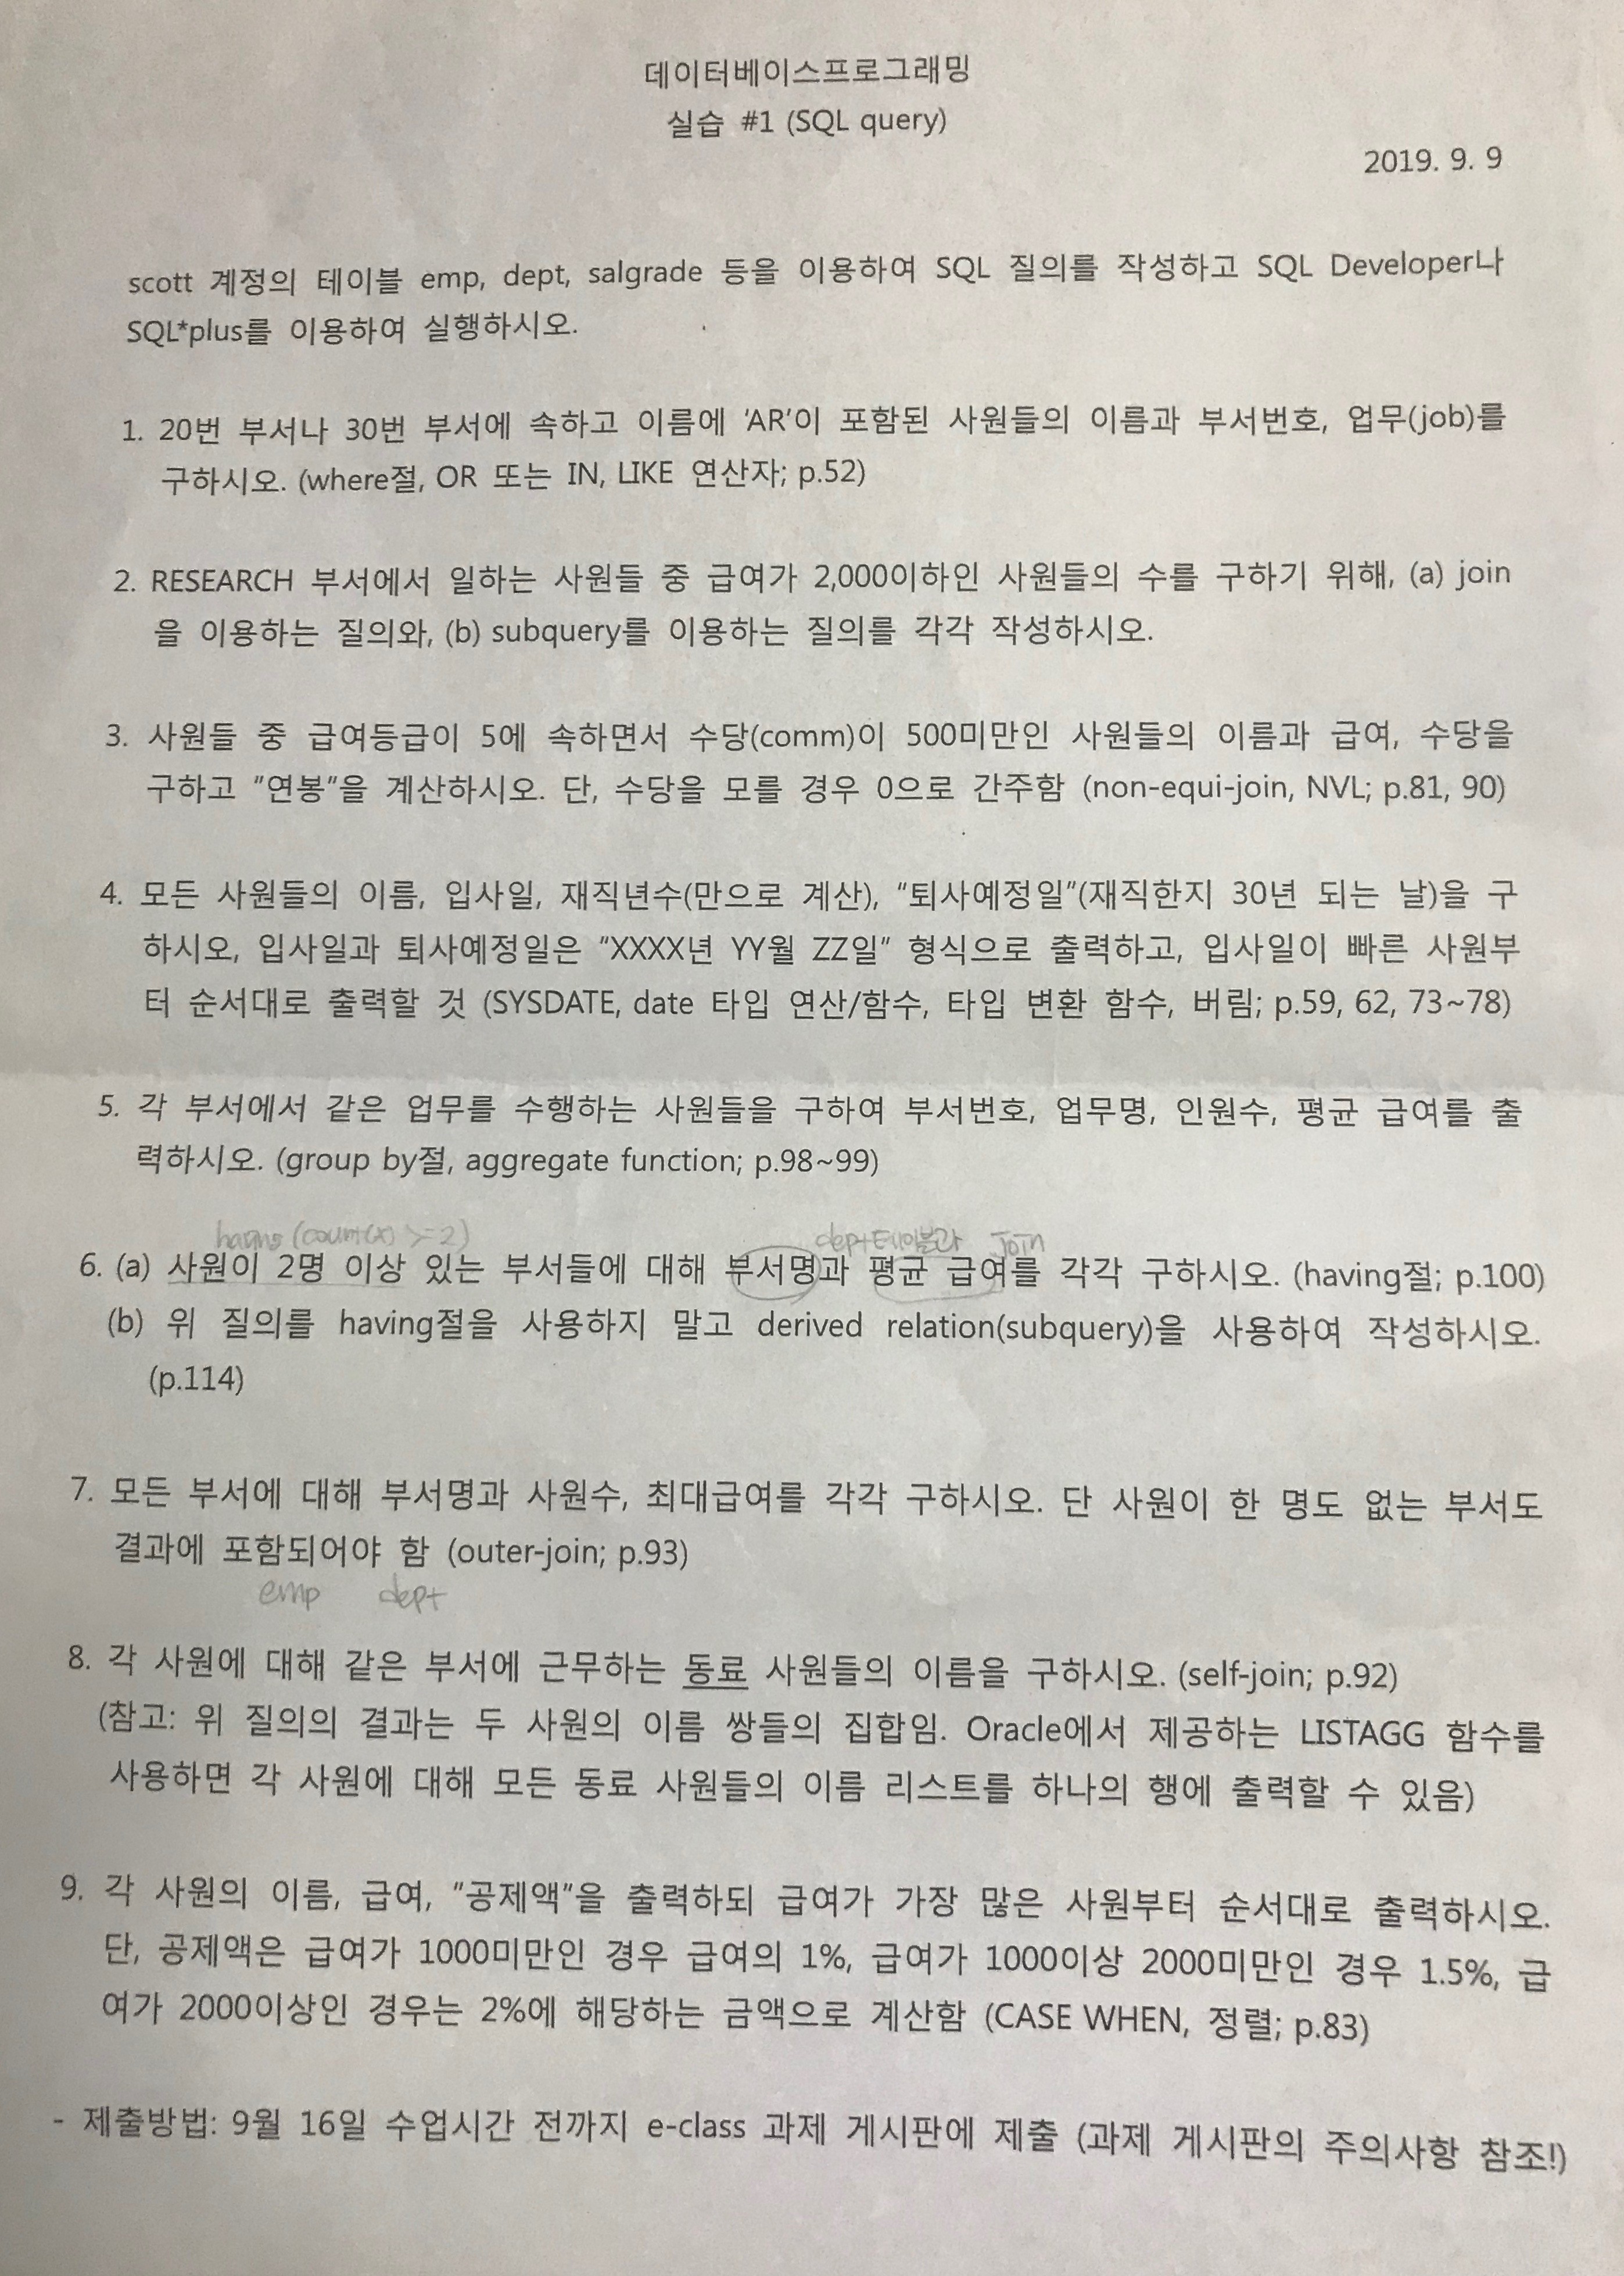 데이터베이스프로그래밍
실습 #1 (SQL query)
2019. 9. 9
scott 계정의 테이블 emp, dept, salgrade 등을 이용하여 SQL 질의를 작성하고 SQL Developer나
SQL*plus를 이용하여 실행하시오.
1. 20번 부서나 30번 부서에 속하고 이름에 ‘AR’이 포함된 사원들의 이름과 부서번호, 업무(job)를
구하시오. (where절, OR 또는 IN, LIKE 연산자; p.52)
2. RESEARCH 부서에서 일하는 사원들 중 급여가 2,000이하인 사원들의 수를 구하기 위해, (a) join
을 이용하는 질의와, (b) subquery를 이용하는 질의를 각각 작성하시오.
3. 사원들 중 급여등급이 5에 속하면서 수당(comm)이 500미만인 사원들의 이름과 급여, 수당을
구하고 “연봉“을 계산하시오. 단, 수당을 모를 경우 0으로 간주함 (non-equi-join, NVL; p.81, 90)
4. 모든 사원들의 이름, 입사일, 재직년수(만으로 계산), “퇴사예정일”(재직한지 30년 되는 날)을 구
하시오, 입사일과 퇴사예정일은 “XXXX년 YY월 ZZ일” 형식으로 출력하고, 입사일이 빠른 사원부
터 순서대로 출력할 것 (SYSDATE, date 타입 연산/함수, 타입 변환 함수, 버림; p.59, 62, 73~78)
5. 각 부서에서 같은 업무를 수행하는 사원들을 구하여 부서번호, 업무명, 인원수, 평균 급여를 출
력하시오. (group by절, aggregate function; p.98~99)
having (count(*) >=2) dept테이블과 Join
6. (a) 사원이 2명 이상 있는 부서들에 대해 부서명과 평균 급여를 각각 구하시오. (having절; p.100)
(b) 위 질의를 having절을 사용하지 말고 derived relation(subquery)을 사용하여 작성하시오.
(p.114)
7. 모든 부서에 대해 부서명과 사원수, 최대급여를 각각 구하시오. 단 사원이 한 명도 없는 부서도
결과에 포함되어야 함 (outer-join; p.93)
emp dept
8. 각 사원에 대해 같은 부서에 근무하는 동료 사원들의 이름을 구하시오. (self-join; p.92)
(참고: 위 질의의 결과는 두 사원의 이름 쌍들의 집합임. Oracle에서 제공하는 LISTAGG 함수를
사용하면 각 사원에 대해 모든 동료 사원들의 이름 리스트를 하나의 행에 출력할 수 있음)
9. 각 사원의 이름, 급여, “공제액“을 출력하되 급여가 가장 많은 사원부터 순서대로 출력하시오.
단, 공제액은 급여가 1000미만인 경우 급여의 1%, 급여가 1000이상 2000미만인 경우 1.5%, 급
여가 2000이상인 경우는 2%에 해당하는 금액으로 계산함 (CASE WHEN, 정렬; p.83)
- 제출방법: 9월 16일 수업시간 전까지 e-class 과제 게시판에 제출 (과제 게시판의 주의사항 참조!)